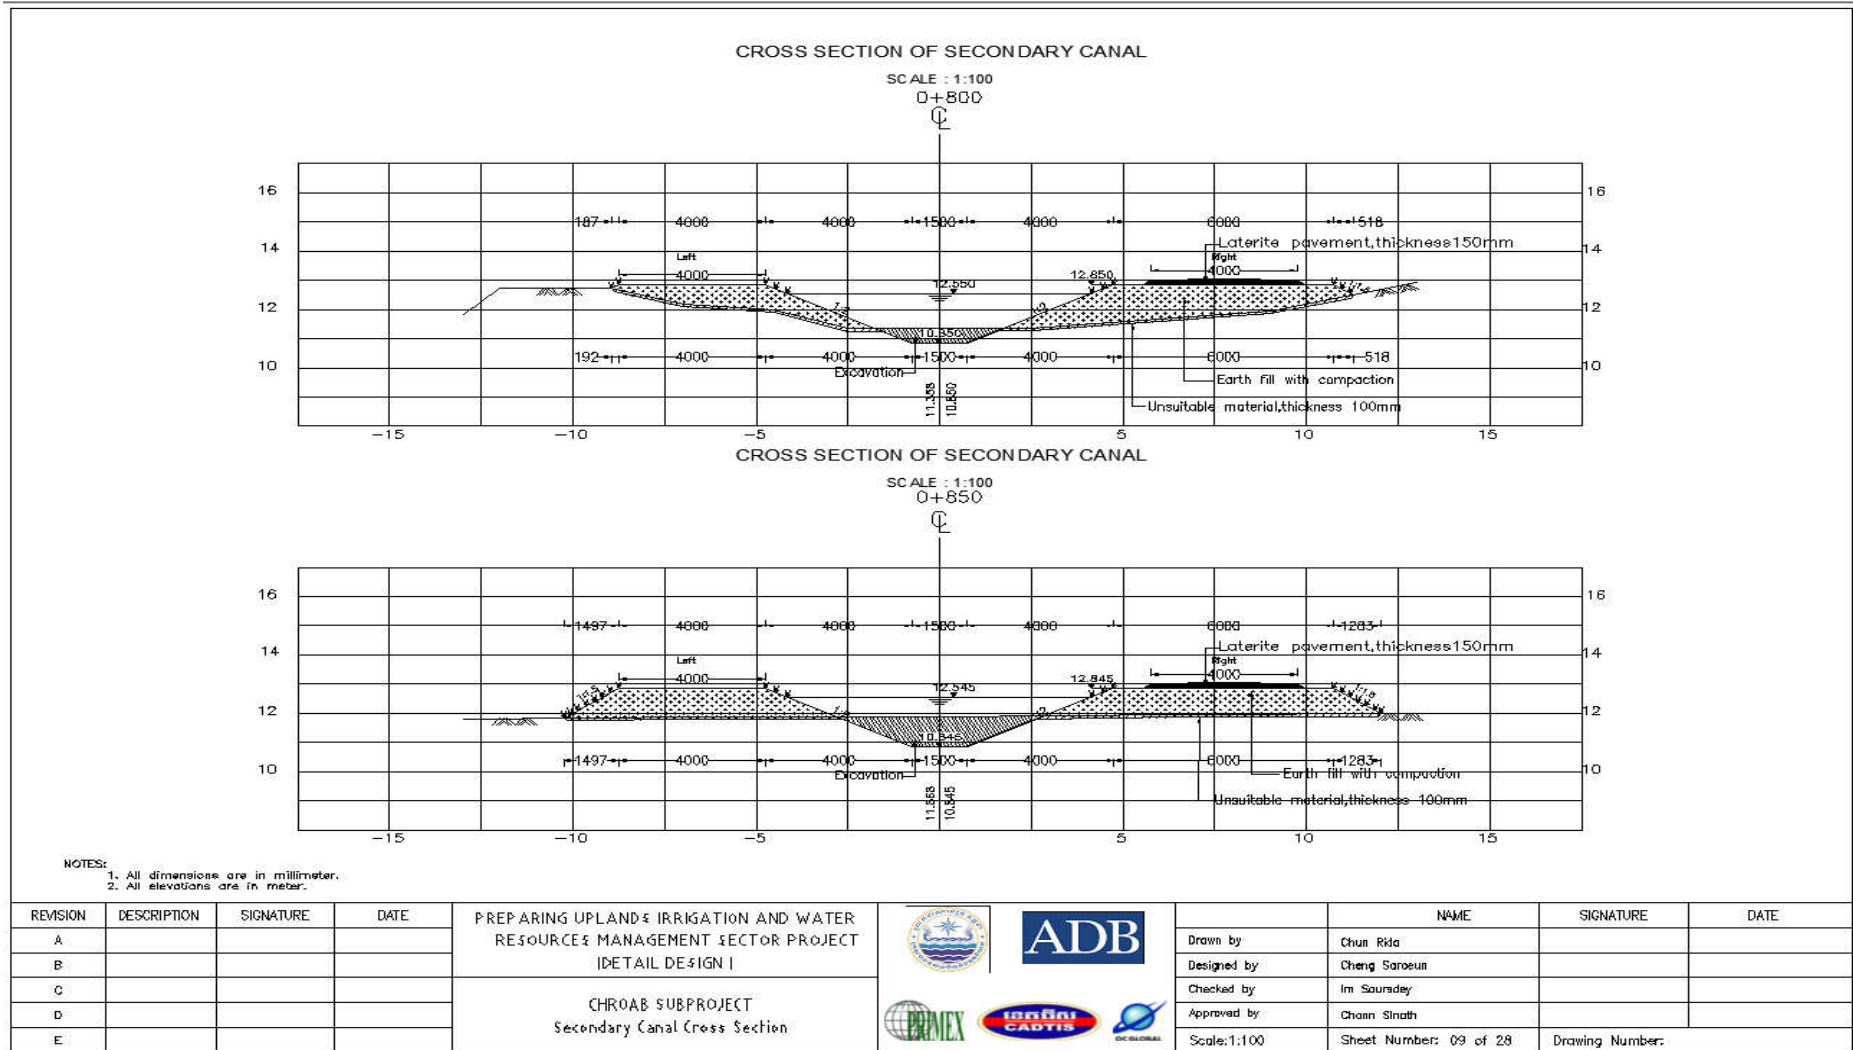 CROSS SECTION OF SECONDARY CANAL
SCALE : 1:100
0+800
16 16
187 4000 4000 1500 4000 6000 518
Laterite pavement,thickness150mm
14 14
Left Right
4000 12.850 4000
12.550
12 12
10.850
192 4000 4000 1500 4000 6000 518
10 10
Excavation
Earth fill with compaction
11.358 10.850
Unsuitable material,thickness 100mm
-15 -10 -5 5 10 15
CROSS SECTION OF SECONDARY CANAL
SCALE : 1:100
0+850
16 16
1497 4000 4000 1500 4000 6000 1283
Laterite pavement,thickness150mm
14 14
Left Right
4000 12.845 4000
12.545
12 12
10.845
1497 4000 4000 1500 4000 6000 1283
10 10
Excavation
Earth fill with compaction
10.845
Unsuitable material,thickness 100mm
-15 -10 -5 5 10 15
NOTES:
1. All dimensions are in millimeter.
2. All elevations are in meter.
REVISION DESCRIPTION SIGNATURE DATE
A
B
C
D
E
PREPARING UPLANDS IRRIGATION AND WATER
RESOURCES MANAGEMENT SECTOR PROJECT
(DETAIL DESIGN)
CHROAB SUBPROJECT
Secondary Canal Cross Section
ADB
PRIMEX
CADTIS
OCGLOBAL
NAME SIGNATURE DATE
Drawn by Chun Rida
Designed by Cheng Saroeun
Checked by Im Saursdey
Approved by Chann Sinath
Scale:1:100 Sheet Number: 09 of 28 Drawing Number: